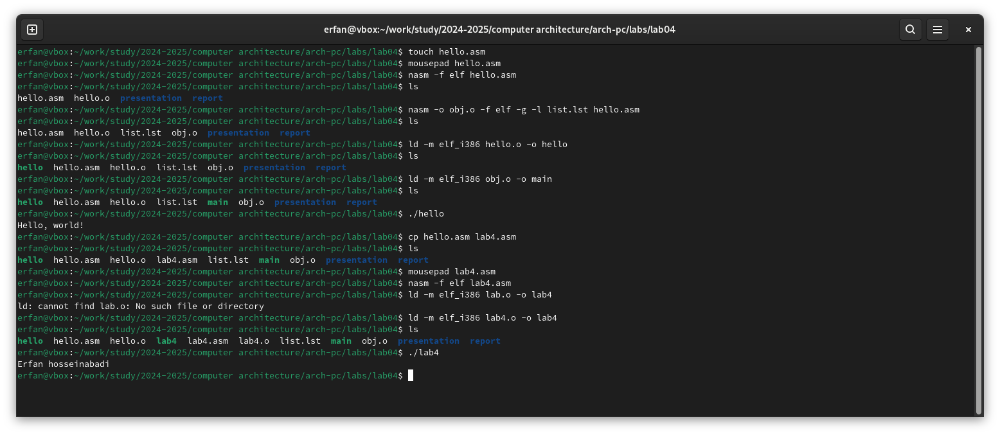 erfan@vbox:~/work/study/2024-2025/computer architecture/arch-pc/labs/lab04
erfan@vbox:~/work/study/2024-2025/computer architecture/arch-pc/labs/lab04$ touch hello.asm
erfan@vbox:~/work/study/2024-2025/computer architecture/arch-pc/labs/lab04$ mousepad hello.asm
erfan@vbox:~/work/study/2024-2025/computer architecture/arch-pc/labs/lab04$ nasm -f elf hello.asm
erfan@vbox:~/work/study/2024-2025/computer architecture/arch-pc/labs/lab04$ ls
hello.asm  hello.o  presentation  report
erfan@vbox:~/work/study/2024-2025/computer architecture/arch-pc/labs/lab04$ nasm -o obj.o -f elf -g -l list.lst hello.asm
erfan@vbox:~/work/study/2024-2025/computer architecture/arch-pc/labs/lab04$ ls
hello.asm  hello.o  list.lst  obj.o  presentation  report
erfan@vbox:~/work/study/2024-2025/computer architecture/arch-pc/labs/lab04$ ld -m elf_i386 hello.o -o hello
erfan@vbox:~/work/study/2024-2025/computer architecture/arch-pc/labs/lab04$ ls
hello  hello.asm  hello.o  list.lst  obj.o  presentation  report
erfan@vbox:~/work/study/2024-2025/computer architecture/arch-pc/labs/lab04$ ld -m elf_i386 obj.o -o main
erfan@vbox:~/work/study/2024-2025/computer architecture/arch-pc/labs/lab04$ ls
hello  hello.asm  hello.o  list.lst  main  obj.o  presentation  report
erfan@vbox:~/work/study/2024-2025/computer architecture/arch-pc/labs/lab04$ ./hello
Hello, world!
erfan@vbox:~/work/study/2024-2025/computer architecture/arch-pc/labs/lab04$ cp hello.asm lab4.asm
erfan@vbox:~/work/study/2024-2025/computer architecture/arch-pc/labs/lab04$ ls
hello  hello.asm  hello.o  lab4.asm  list.lst  main  obj.o  presentation  report
erfan@vbox:~/work/study/2024-2025/computer architecture/arch-pc/labs/lab04$ mousepad lab4.asm
erfan@vbox:~/work/study/2024-2025/computer architecture/arch-pc/labs/lab04$ nasm -f elf lab4.asm
erfan@vbox:~/work/study/2024-2025/computer architecture/arch-pc/labs/lab04$ ld -m elf_i386 lab.o -o lab4
ld: cannot find lab.o: No such file or directory
erfan@vbox:~/work/study/2024-2025/computer architecture/arch-pc/labs/lab04$ ld -m elf_i386 lab4.o -o lab4
erfan@vbox:~/work/study/2024-2025/computer architecture/arch-pc/labs/lab04$ ls
hello  hello.asm  hello.o  lab4  lab4.asm  lab4.o  list.lst  main  obj.o  presentation  report
erfan@vbox:~/work/study/2024-2025/computer architecture/arch-pc/labs/lab04$ ./lab4
Erfan hosseinabadi
erfan@vbox:~/work/study/2024-2025/computer architecture/arch-pc/labs/lab04$